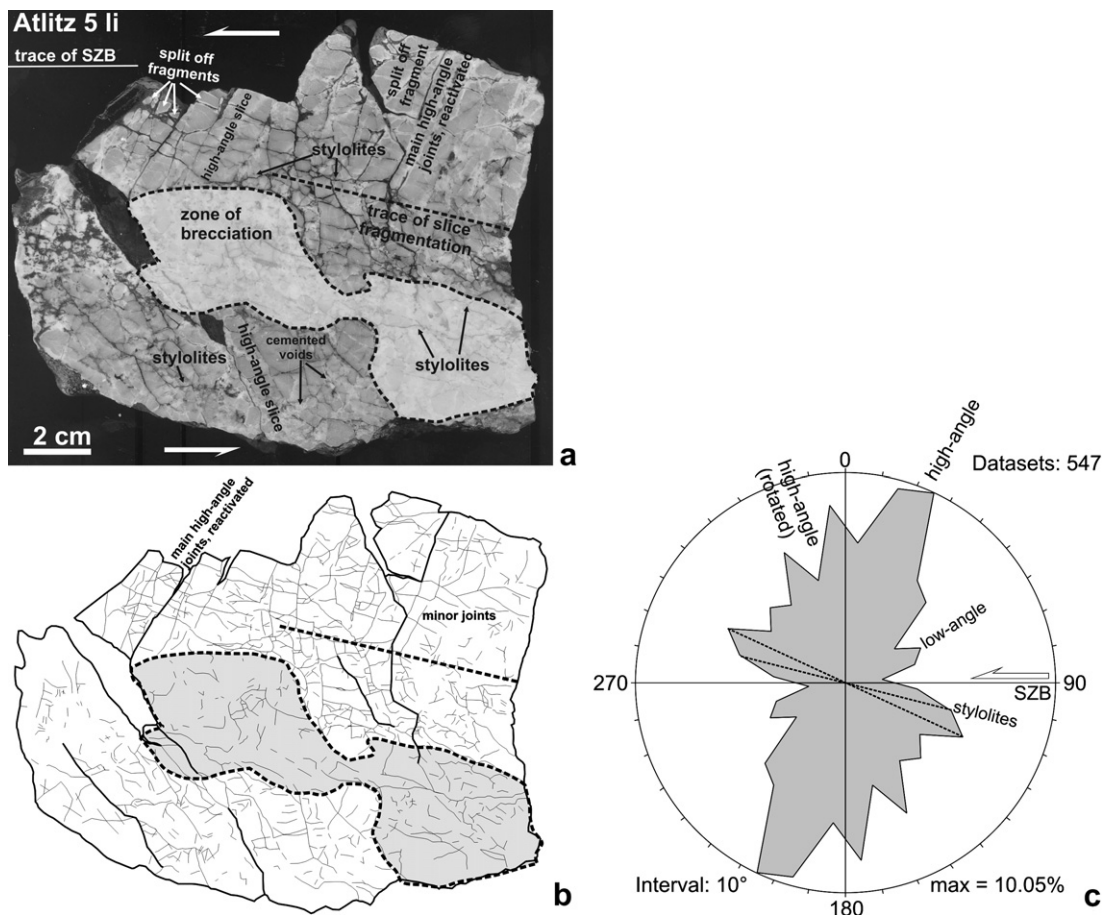 Atlitz 5 li
trace of SZB
split off
fragments
high-angle slice
stylolites
split off
fragment
main high-angle
joints, reactivated
zone of
brecciation
trace of slice
fragmentation
stylolites
high-angle slice
cemented
voids
stylolites
2 cm
a
main high-angle
joints, reactivated
minor joints
b
0
high-angle
Datasets: 547
high-angle
(rotated)
low-angle
270
90
SZB
stylolites
Interval: 10°
max = 10.05%
180
c